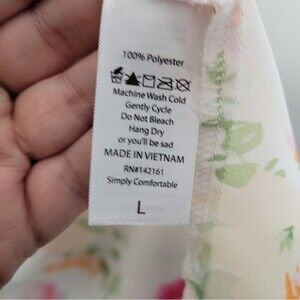 100% Polyester
Machine Wash Cold
Gently Cycle
Do Not Bleach
Hang Dry
or you'll be sad
MADE IN VIETNAM
RN#142161
Simply Comfortable
L